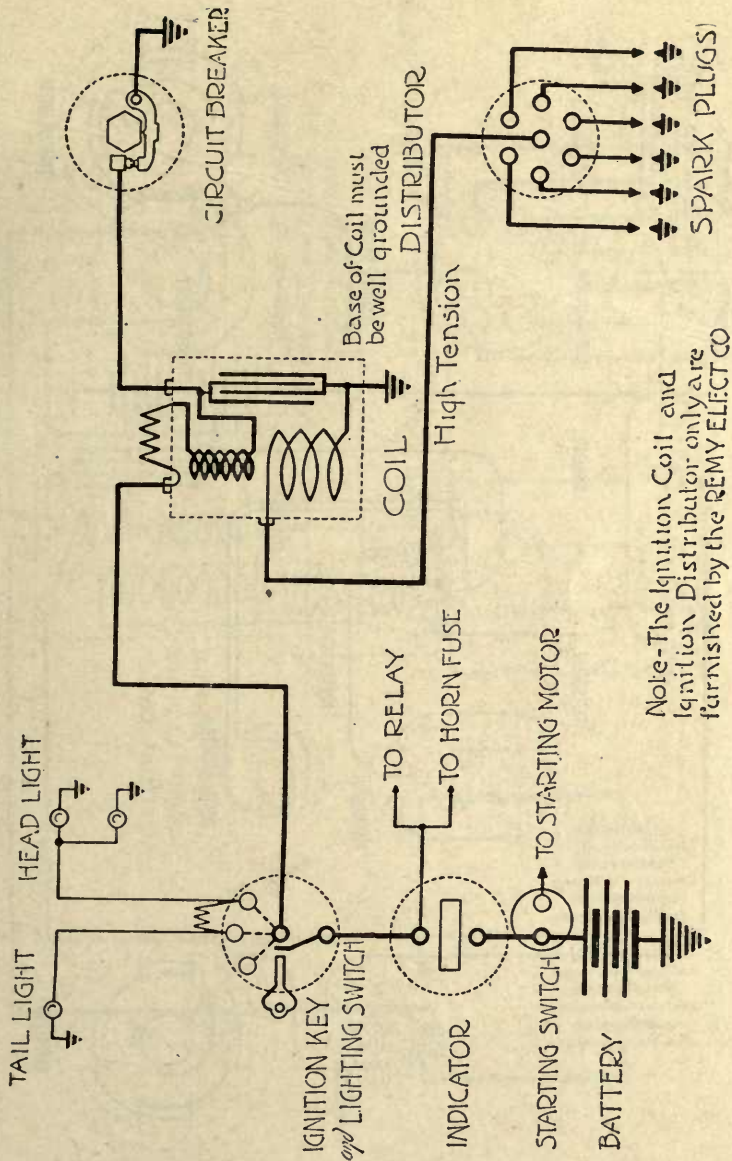 TAIL LIGHT
HEAD LIGHT
IGNITION KEY
and LIGHTING SWITCH
INDICATOR
STARTING SWITCH
BATTERY
TO RELAY
TO HORN FUSE
TO STARTING MOTOR
CIRCUIT BREAKER
COIL
Base of Coil must
be well grounded
DISTRIBUTOR
High Tension
SPARK PLUGS
Note-The Ignition Coil and
Ignition Distributor only are
furnished by the REMY ELECT CO